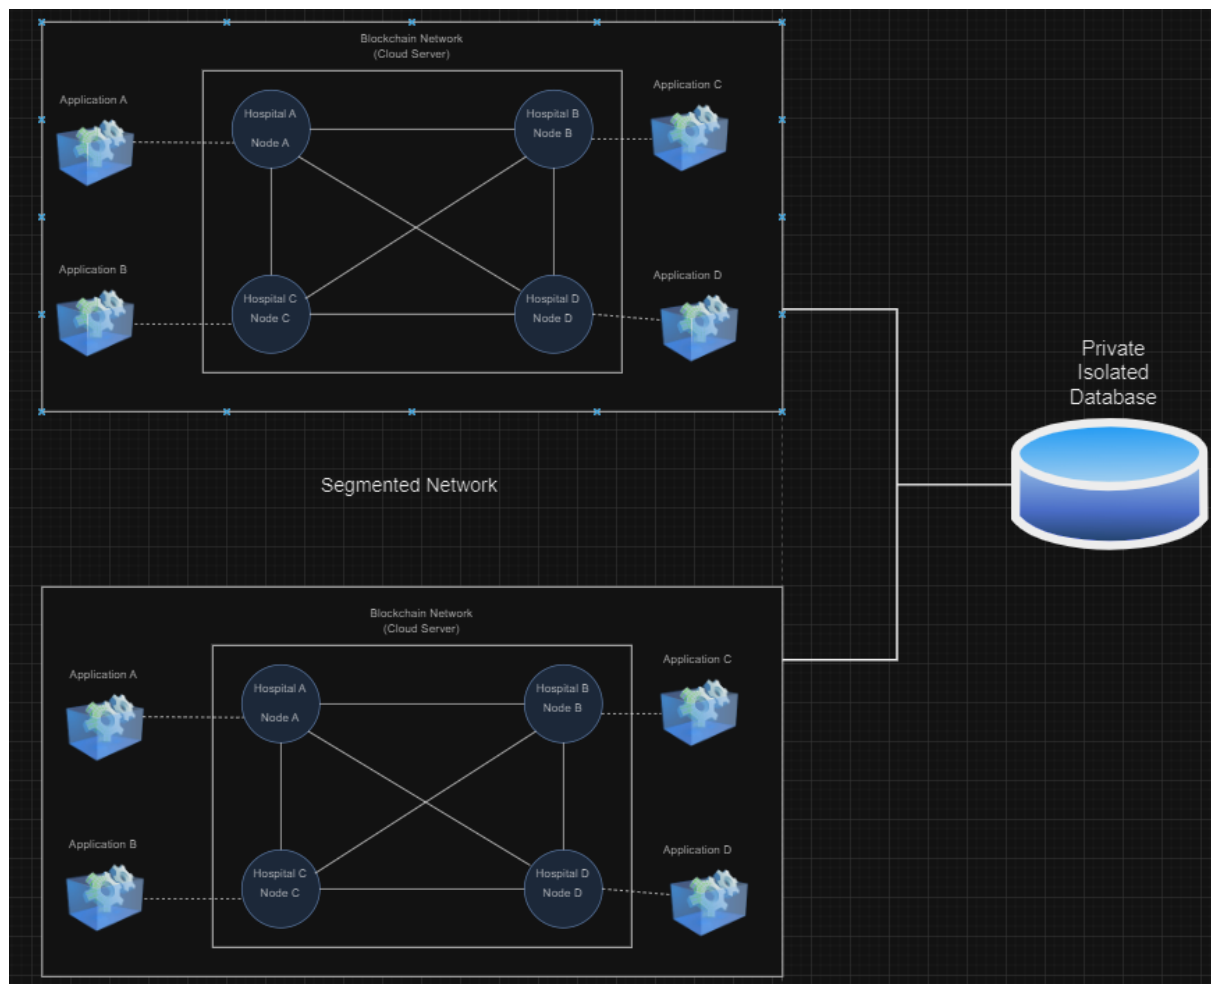 Blockchain Network
(Cloud Server)
Application A
Hospital A
Node A
Hospital B
Node B
Application C
Application B
Hospital C
Node C
Hospital D
Node D
Application D
Private
Isolated
Database
Segmented Network
Blockchain Network
(Cloud Server)
Application A
Hospital A
Node A
Hospital B
Node B
Application C
Application B
Hospital C
Node C
Hospital D
Node D
Application D